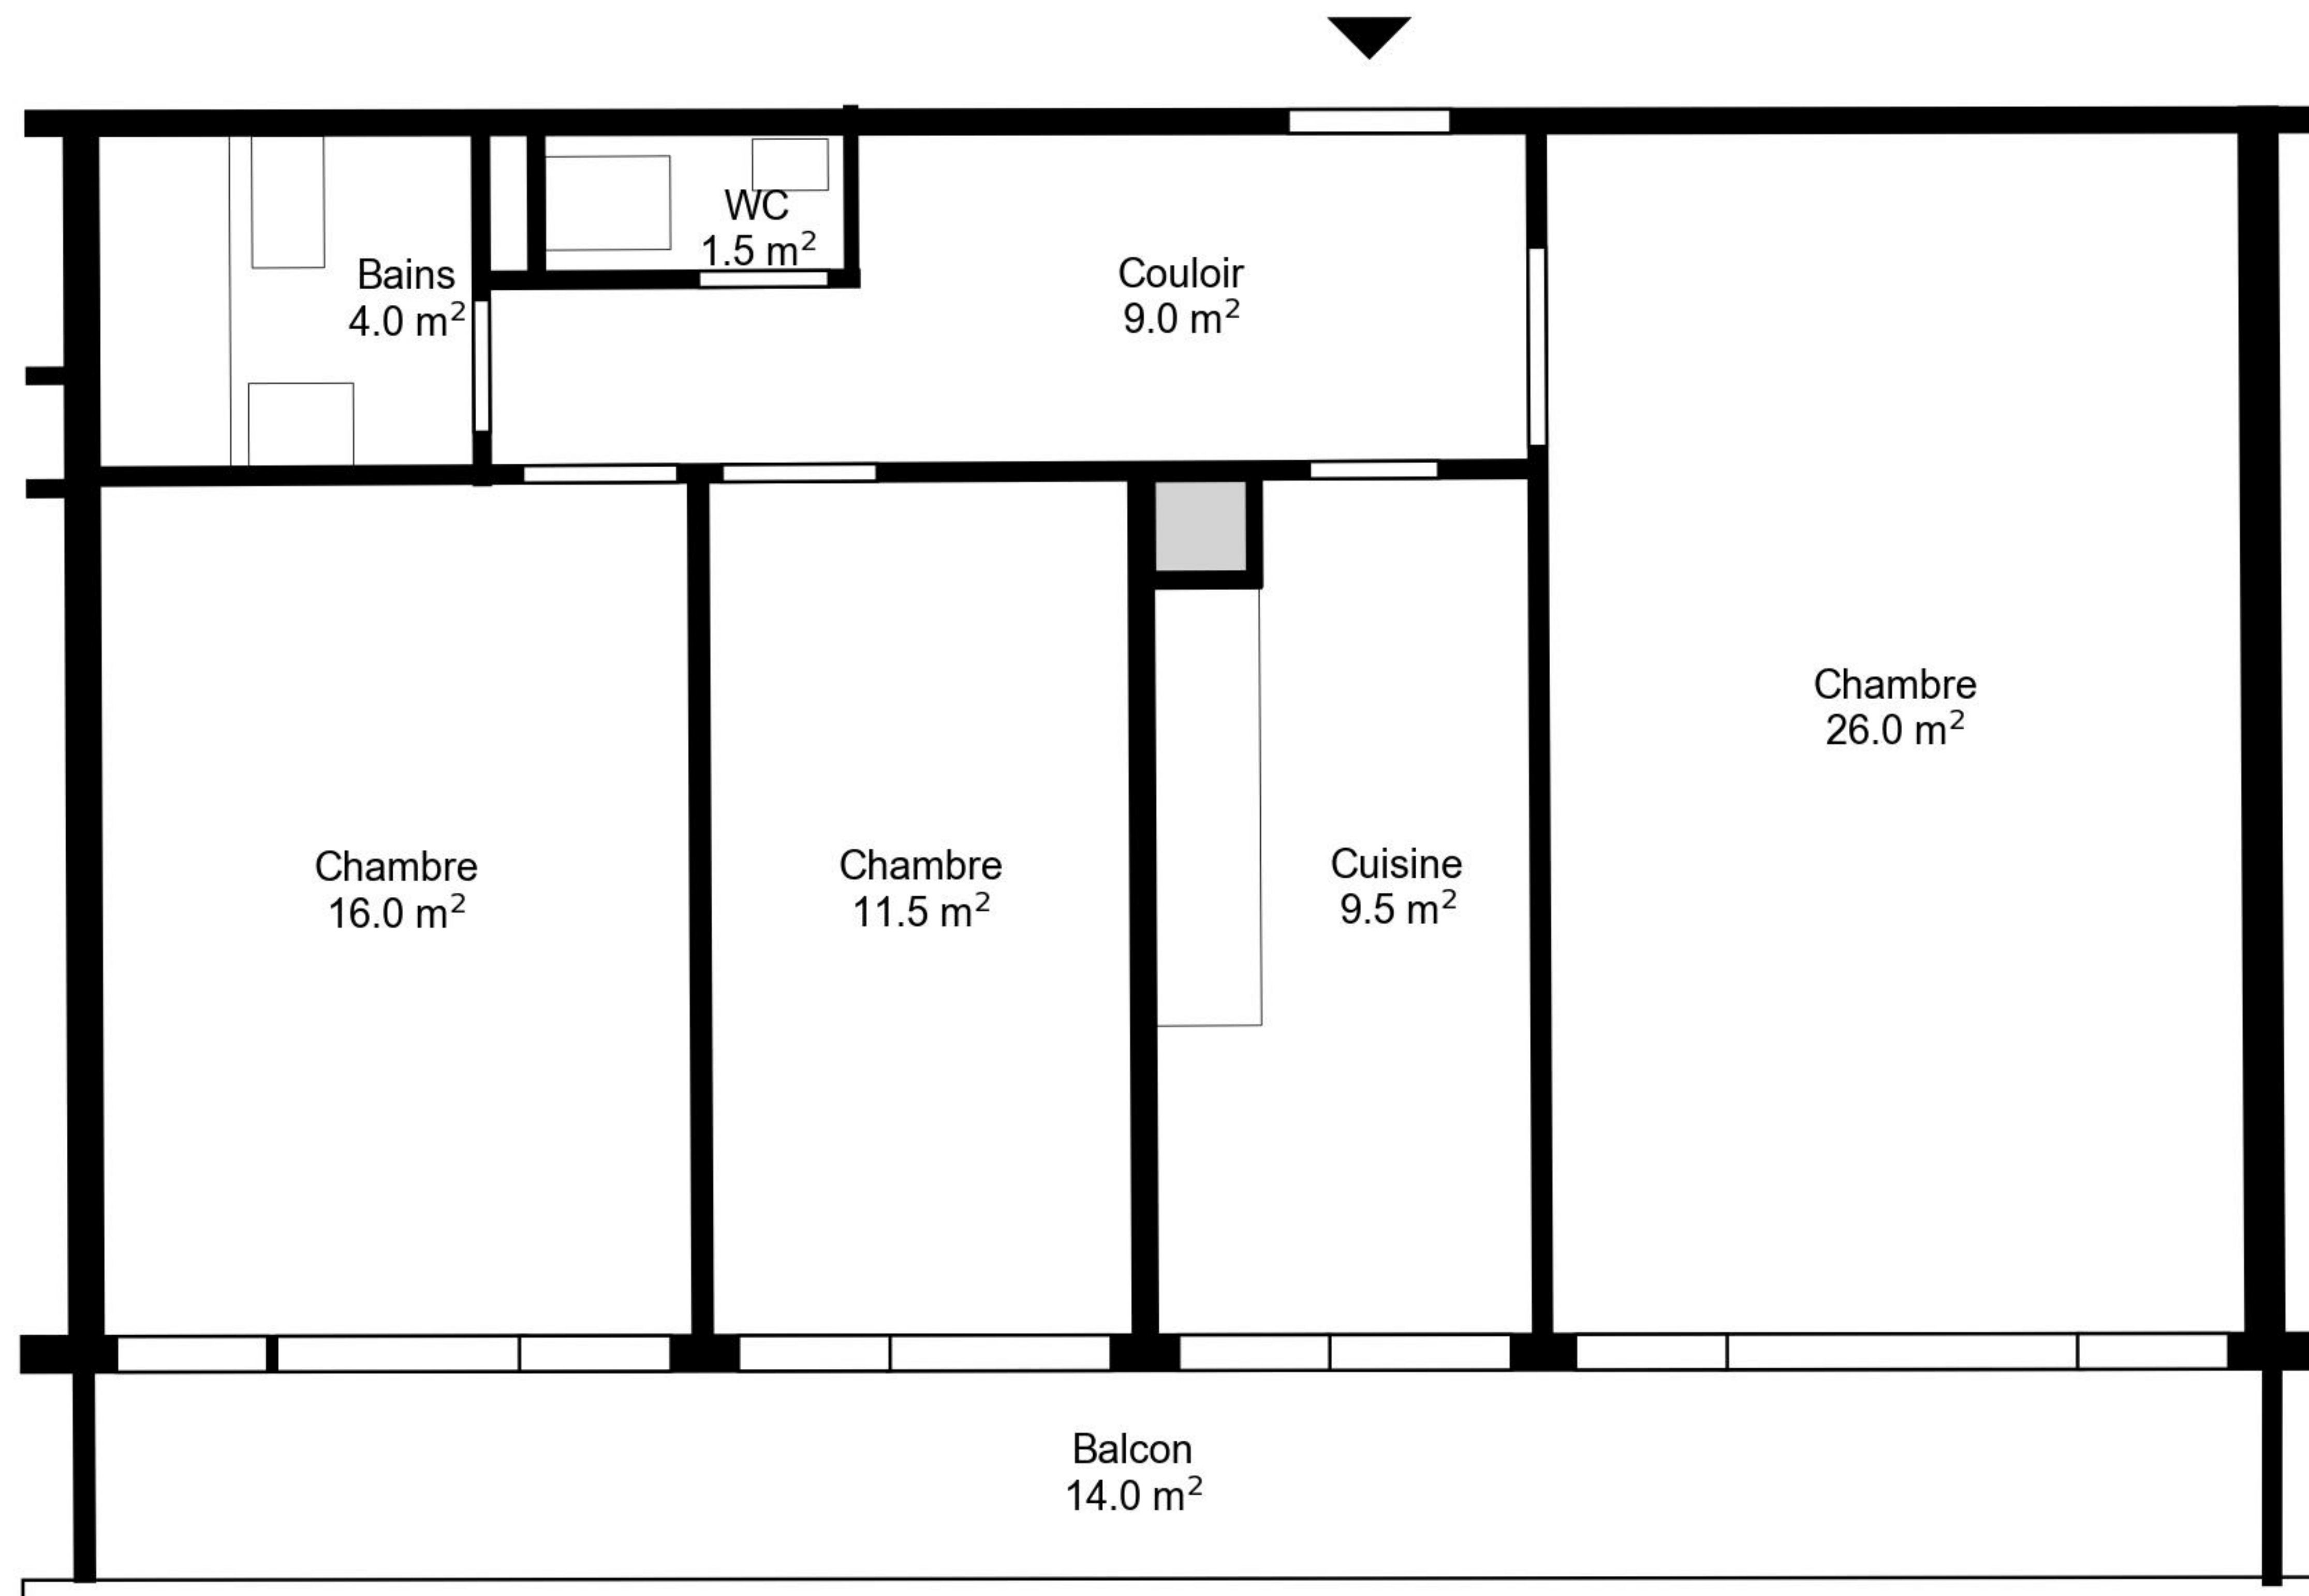 WC
1.5 m²
Bains
4.0 m²
Couloir
9.0 m²
Chambre
26.0 m²
Chambre
16.0 m²
Chambre
11.5 m²
Cuisine
9.5 m²
Balcon
14.0 m²